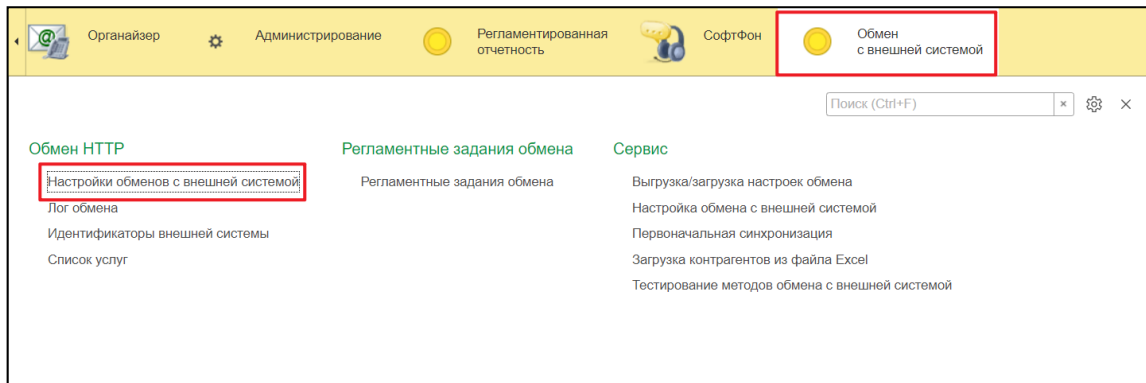 Органайзер
Администрирование
Регламентированная
отчетность
СофтФон
Обмен
с внешней системой
Поиск (Ctrl+F)
Обмен HTTP
Регламентные задания обмена
Сервис
Настройки обменов с внешней системой
Регламентные задания обмена
Выгрузка/загрузка настроек обмена
Лог обмена
Настройка обмена с внешней системой
Идентификаторы внешней системы
Первоначальная синхронизация
Список услуг
Загрузка контрагентов из файла Excel
Тестирование методов обмена с внешней системой